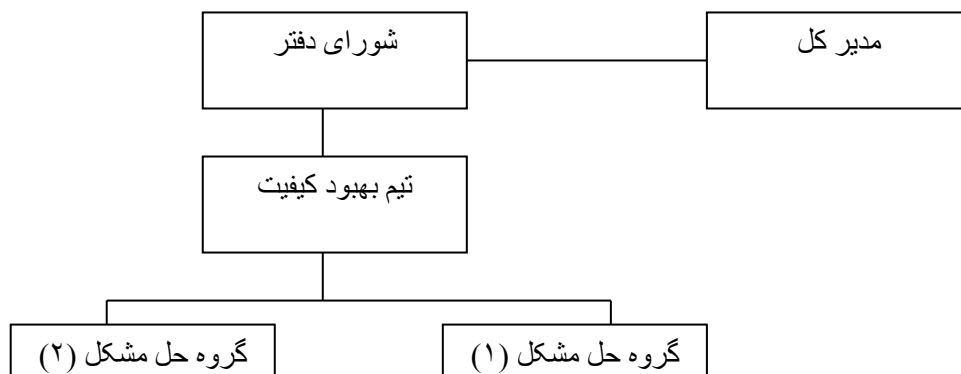 مدیر کل
شورای دفتر
تیم بهبود کیفیت
گروه حل مشکل (۱)
گروه حل مشکل (۲)